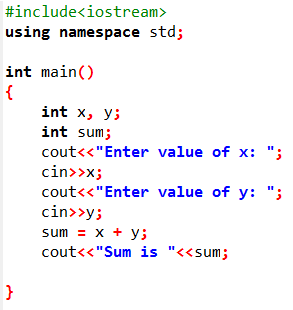 #include<iostream>
using namespace std;
int main()
{
int x, y;
int sum;
cout<<"Enter value of x: ";
cin>>x;
cout<<"Enter value of y: ";
cin>>y;
sum = x + y;
cout<<"Sum is "<<sum;
}